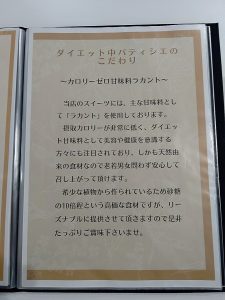 ダイエット中パティシエの
こだわり
～カロリーゼロ甘味料ラカント～
当店のスイーツには、主な甘味料とし
て「ラカント」を使用しております。
摂取カロリーが非常に低く、ダイエッ
ト甘味料として美容や健康を意識する
方々にも注目されており、しかも天然由
来の食材なので老若男女問わず安心して
召し上がって頂けます。
希少な植物から作られているため砂糖
の10倍程という高価な食材ですが、リー
ズナブルに提供させて頂きますので是非
たっぷりご賞味下さいませ。